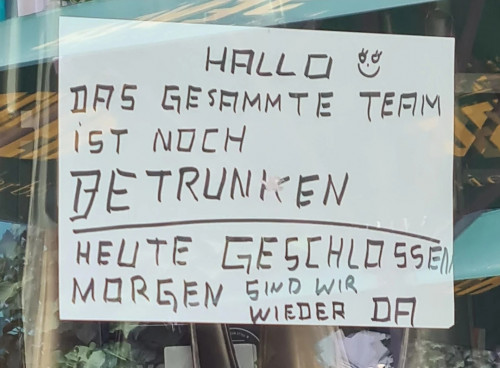 HALLO
DAS GESAMMTE TEAM
iST NOCH
BETRUNKEN
HEUTE GESCHLOSSEN
MORGEN SIND WIR
WIEDER DA